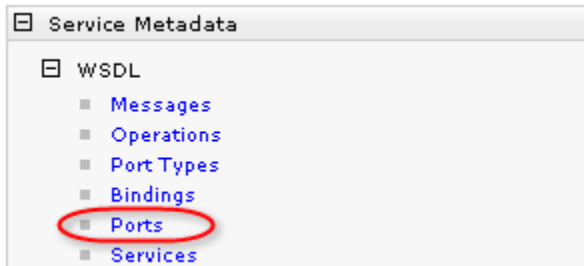 Service Metadata
WSDL
Messages
Operations
Port Types
Bindings
Ports
Services